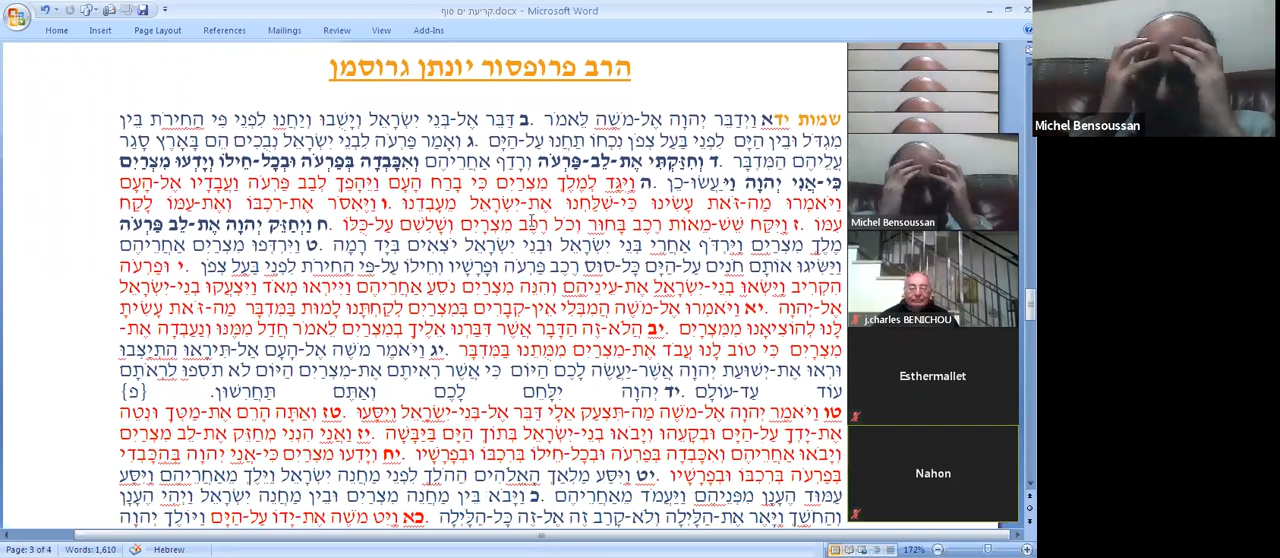 קריעת ים סוף.docx - Microsoft Word
Home Insert Page Layout References Mailings Review View Add-Ins
הרב פרופסור יונתן גרוסמן
שמות יד א וַיְדַבֵּר יְהוָה אֶל-מֹשֶׁה לֵּאמֹר. ב דַּבֵּר אֶל-בְּנֵי יִשְׂרָאֵל וְיָשֻׁבוּ וְיַחֲנוּ לִפְנֵי פִּי הַחִירֹת בֵּין
מִגְדֹּל וּבֵין הַיָּם לִפְנֵי בַּעַל צְפֹן נִכְחוֹ תַחֲנוּ עַל-הַיָּם. ג וְאָמַר פַּרְעֹה לִבְנֵי יִשְׂרָאֵל נְבֻכִים הֵם בָּאָרֶץ סָגַר
עֲלֵיהֶם הַמִּדְבָּר. ד וְחִזַּקְתִּי אֶת-לֵב-פַּרְעֹה וְרָדַף אַחֲרֵיהֶם וְאִכָּבְדָה בְּפַרְעֹה וּבְכָל-חֵילוֹ וְיָדְעוּ מִצְרַיִם
כִּי-אֲנִי יְהוָה וַיַּעֲשׂוּ-כֵן. ה וַיֻּגַּד לְמֶלֶךְ מִצְרַיִם כִּי בָרַח הָעָם וַיֵּהָפֵךְ לְבַב פַּרְעֹה וַעֲבָדָיו אֶל-הָעָם
וַיֹּאמְרוּ מַה-זֹּאת עָשִׂינוּ כִּי-שִׁלַּחְנוּ אֶת-יִשְׂרָאֵל מֵעָבְדֵנוּ. ו וַיֶּאְסֹר אֶת-רִכְבּוֹ וְאֶת-עַמּוֹ לָקַח
עִמּוֹ. ז וַיִּקַּח שֵׁשׁ-מֵאוֹת רֶכֶב בָּחוּר וְכֹל רֶכֶב מִצְרָיִם וְשָׁלִשִׁם עַל-כֻּלּוֹ. ח וַיְחַזֵּק יְהוָה אֶת-לֵב פַּרְעֹה
מֶלֶךְ מִצְרַיִם וַיִּרְדֹּף אַחֲרֵי בְּנֵי יִשְׂרָאֵל וּבְנֵי יִשְׂרָאֵל יֹצְאִים בְּיָד רָמָה. ט וַיִּרְדְּפוּ מִצְרַיִם אַחֲרֵיהֶם
וַיַּשִּׂיגוּ אוֹתָם חֹנִים עַל-הַיָּם כָּל-סוּס רֶכֶב פַּרְעֹה וּפָרָשָׁיו וְחֵילוֹ עַל-פִּי הַחִירֹת לִפְנֵי בַּעַל צְפֹן. י וּפַרְעֹה
הִקְרִיב וַיִּשְׂאוּ בְנֵי-יִשְׂרָאֵל אֶת-עֵינֵיהֶם וְהִנֵּה מִצְרַיִם נֹסֵעַ אַחֲרֵיהֶם וַיִּירְאוּ מְאֹד וַיִּצְעֲקוּ בְנֵי-יִשְׂרָאֵל
אֶל-יְהוָה. יא וַיֹּאמְרוּ אֶל-מֹשֶׁה הֲמִבְּלִי אֵין-קְבָרִים בְּמִצְרַיִם לְקַחְתָּנוּ לָמוּת בַּמִּדְבָּר מַה-זֹּאת עָשִׂיתָ
לָּנוּ לְהוֹצִיאָנוּ מִמִּצְרָיִם. יב הֲלֹא-זֶה הַדָּבָר אֲשֶׁר דִּבַּרְנוּ אֵלֶיךָ בְמִצְרַיִם לֵאמֹר חֲדַל מִמֶּנּוּ וְנַעַבְדָה אֶת-
מִצְרָיִם כִּי טוֹב לָנוּ עֲבֹד אֶת-מִצְרַיִם מִמֻּתֵנוּ בַּמִּדְבָּר. יג וַיֹּאמֶר מֹשֶׁה אֶל-הָעָם אַל-תִּירָאוּ הִתְיַצְּבוּ
וּרְאוּ אֶת-יְשׁוּעַת יְהוָה אֲשֶׁר-יַעֲשֶׂה לָכֶם הַיּוֹם כִּי אֲשֶׁר רְאִיתֶם אֶת-מִצְרַיִם הַיּוֹם לֹא תֹסִפוּ לִרְאֹתָם
עוֹד עַד-עוֹלָם. יד יְהוָה יִלָּחֵם לָכֶם וְאַתֶּם תַּחֲרִשׁוּן. {פ}
טו וַיֹּאמֶר יְהוָה אֶל-מֹשֶׁה מַה-תִּצְעַק אֵלָי דַּבֵּר אֶל-בְּנֵי-יִשְׂרָאֵל וְיִסָּעוּ. טז וְאַתָּה הָרֵם אֶת-מַטְּךָ וּנְטֵה
אֶת-יָדְךָ עַל-הַיָּם וּבְקָעֵהוּ וְיָבֹאוּ בְנֵי-יִשְׂרָאֵל בְּתוֹךְ הַיָּם בַּיַּבָּשָׁה. יז וַאֲנִי הִנְנִי מְחַזֵּק אֶת-לֵב מִצְרַיִם
וְיָבֹאוּ אַחֲרֵיהֶם וְאִכָּבְדָה בְּפַרְעֹה וּבְכָל-חֵילוֹ בְּרִכְבּוֹ וּבְפָרָשָׁיו. יח וְיָדְעוּ מִצְרַיִם כִּי-אֲנִי יְהוָה בְּהִכָּבְדִי
בְּפַרְעֹה בְּרִכְבּוֹ וּבְפָרָשָׁיו. יט וַיִּסַּע מַלְאַךְ הָאֱלֹהִים הַהֹלֵךְ לִפְנֵי מַחֲנֵה יִשְׂרָאֵל וַיֵּלֶךְ מֵאַחֲרֵיהֶם וַיִּסַּע
עַמּוּד הֶעָנָן מִפְּנֵיהֶם וַיַּעֲמֹד מֵאַחֲרֵיהֶם. כ וַיָּבֹא בֵּין מַחֲנֵה מִצְרַיִם וּבֵין מַחֲנֵה יִשְׂרָאֵל וַיְהִי הֶעָנָן
וְהַחֹשֶׁךְ וַיָּאֶר אֶת-הַלָּיְלָה וְלֹא-קָרַב זֶה אֶל-זֶה כָּל-הַלָּיְלָה. כא וַיֵּט מֹשֶׁה אֶת-יָדוֹ עַל-הַיָּם וַיּוֹלֶךְ יְהוָה
Michel Bensoussan
Michel Bensoussan
j.charles BENICHOU
Esthermallet
Nahon
Page: 3 of 4 Words: 1,610 Hebrew 172%